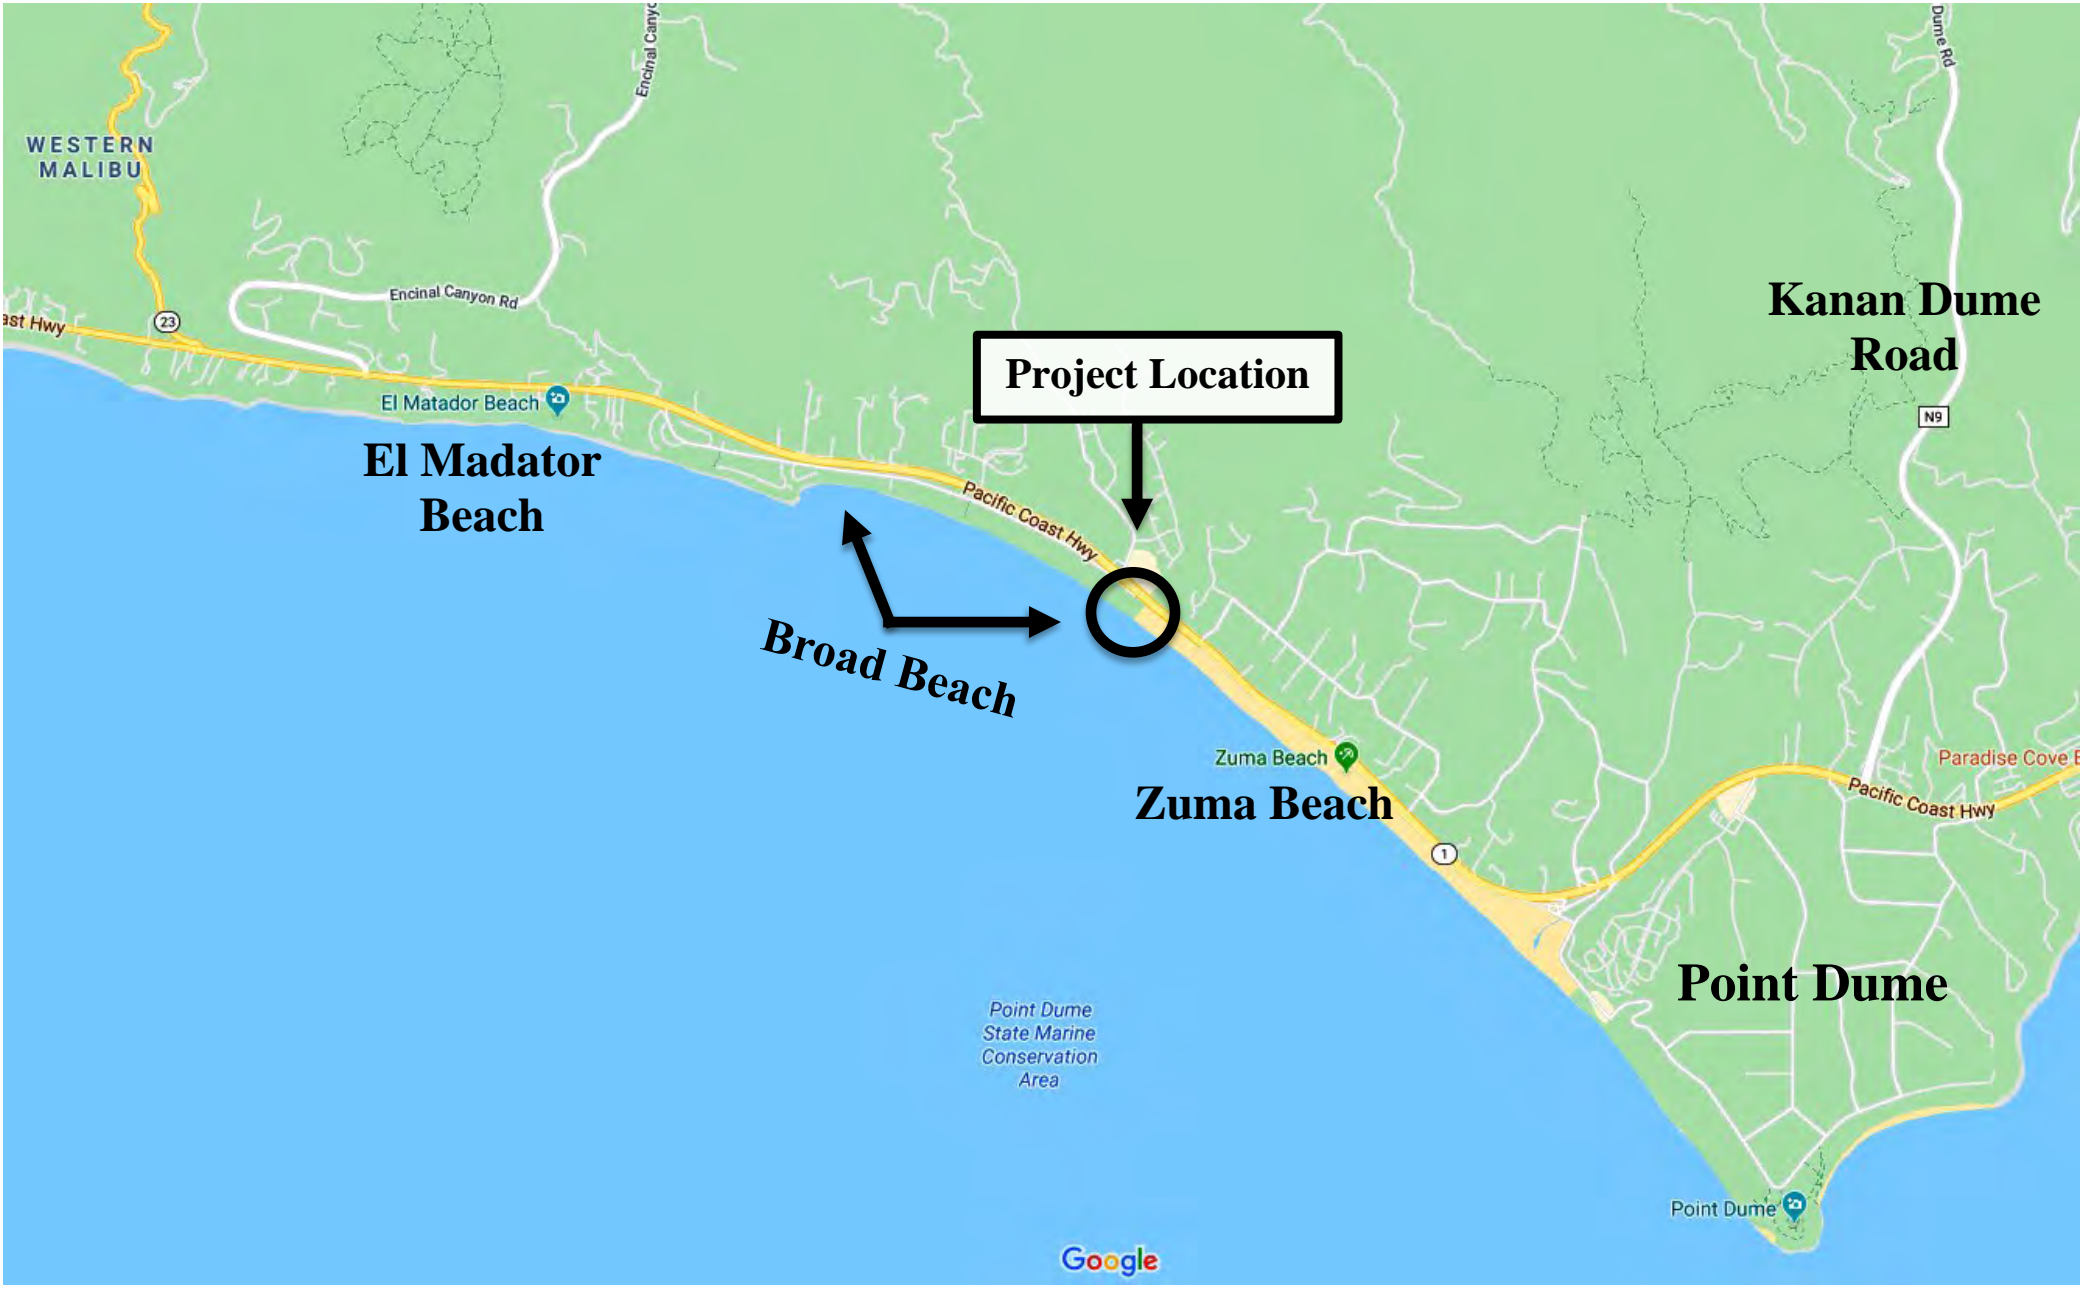 Encinal Canyo
Dume Rd
WESTERN
MALIBU
Encinal Canyon Rd
ast Hwy
23
Kanan Dume
Road
Project Location
El Matador Beach
El Madator
Beach
N9
Pacific Coast Hwy
Broad Beach
Zuma Beach
Zuma Beach
Paradise Cove B
Pacific Coast Hwy
1
Point Dume
Point Dume
State Marine
Conservation
Area
Point Dume
Google